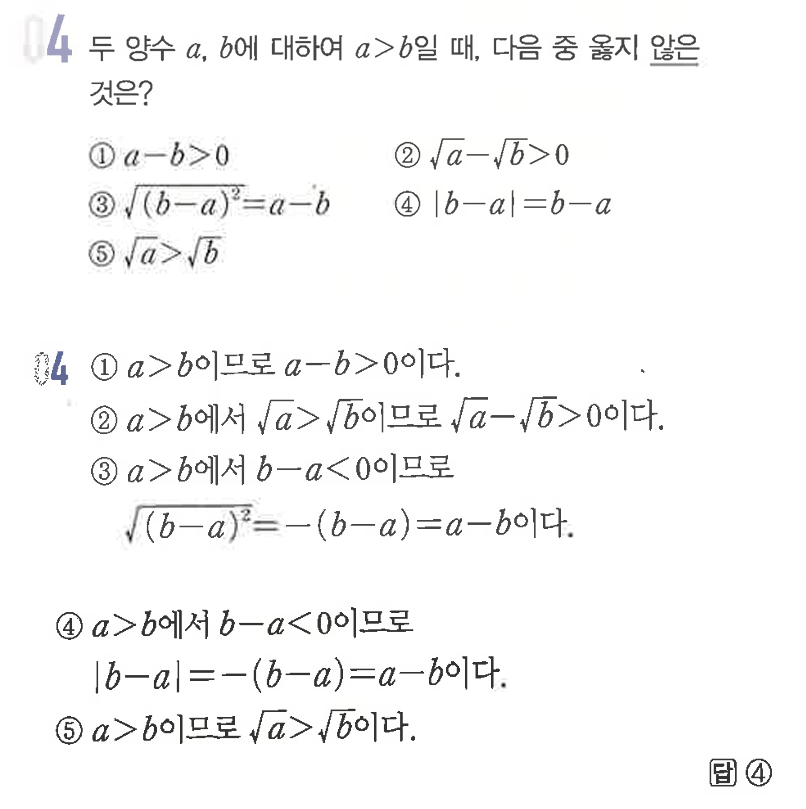 04 두 양수 a, b에 대하여 a>b일 때, 다음 중 옳지 않은
것은?
① a-b>0 ② √a-√b>0
③ √(b-a)²=a-b ④ |b-a|=b-a
⑤ √a>√b
04 ① a>b이므로 a-b>0이다.
② a>b에서 √a>√b이므로 √a-√b>0이다.
③ a>b에서 b-a<0이므로
√(b-a)²=-(b-a)=a-b이다.
④ a>b에서 b-a<0이므로
|b-a|=-(b-a)=a-b이다.
⑤ a>b이므로 √a>√b이다.
답 ④